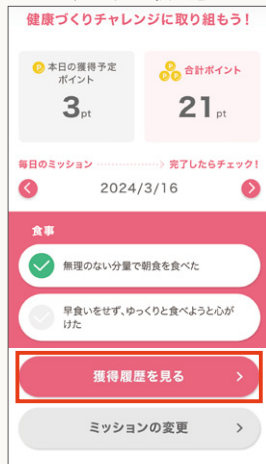 健康づくりチャレンジに取り組もう！
本日の獲得予定
ポイント
3pt
合計ポイント
21pt
毎日のミッション
完了したらチェック！
2024/3/16
食事
無理のない分量で朝食を食べた
早食いをせず、ゆっくりと食べようと心が
けた
獲得履歴を見る
ミッションの変更